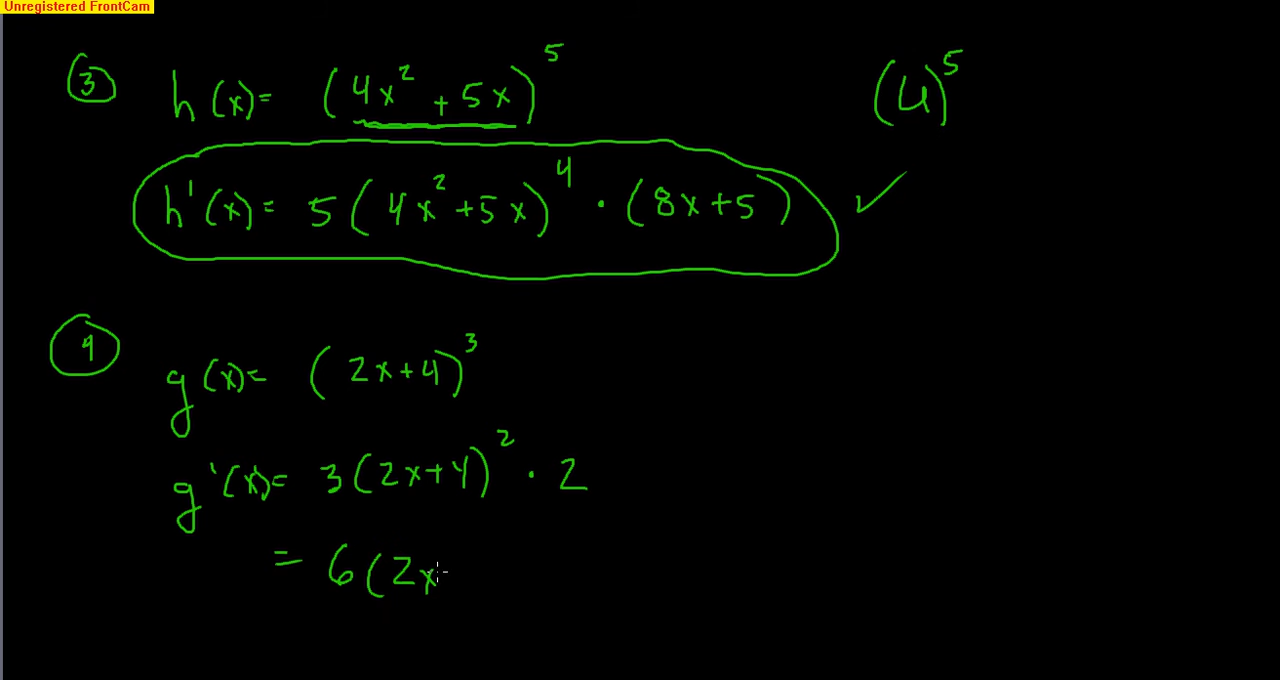 Unregistered FrontCam
③ h(x)= (4x² + 5x)⁵ (4)⁵
h'(x)= 5(4x²+5x)⁴ · (8x+5) ✓
④ g(x)= (2x+4)³
g'(x)= 3(2x+4)² · 2
= 6(2x